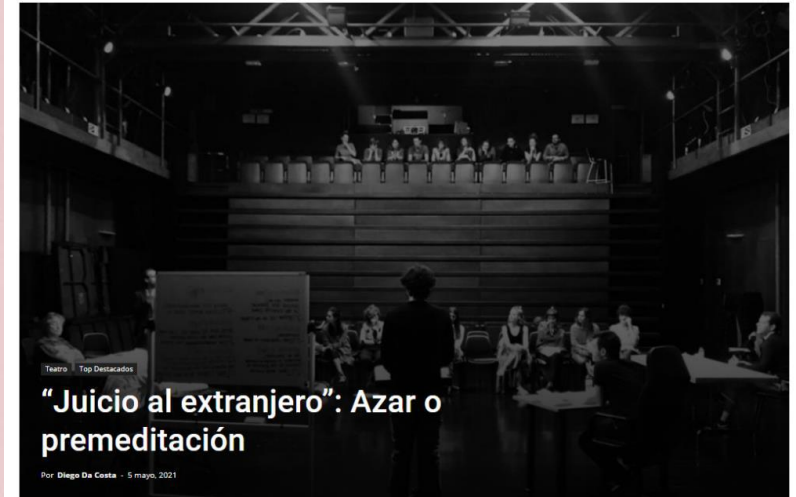 Teatro Top Destacados
“Juicio al extranjero”: Azar o
premeditación
Por Diego Da Costa - 5 mayo, 2021